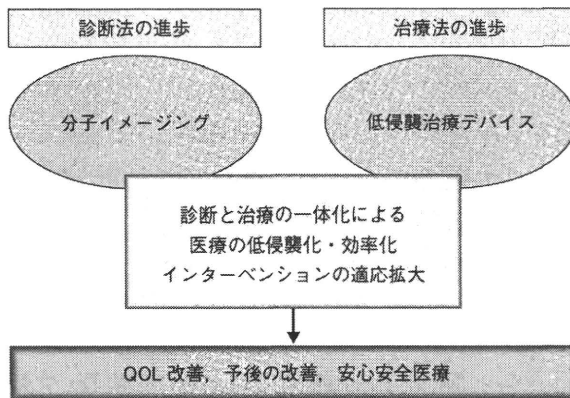 診断法の進歩
治療法の進歩
分子イメージング
低侵襲治療デバイス
診断と治療の一体化による
医療の低侵襲化・効率化
インターベンションの適応拡大
QOL 改善，予後の改善，安心安全医療